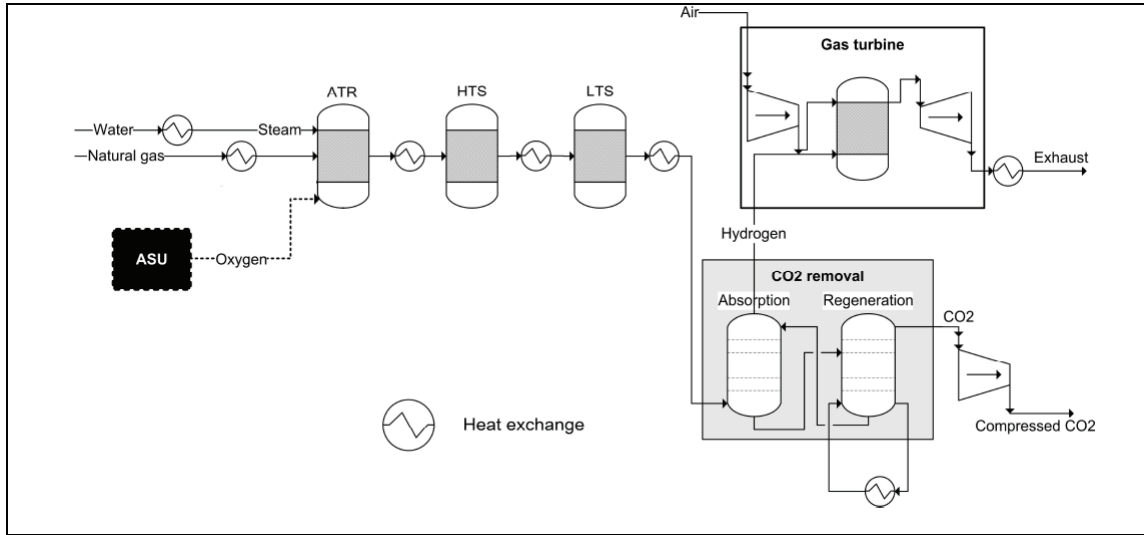 Air
Gas turbine
ATR
HTS
LTS
Water
Steam
Natural gas
Exhaust
ASU
Oxygen
Hydrogen
CO2 removal
Absorption
Regeneration
CO2
Compressed CO2
Heat exchange